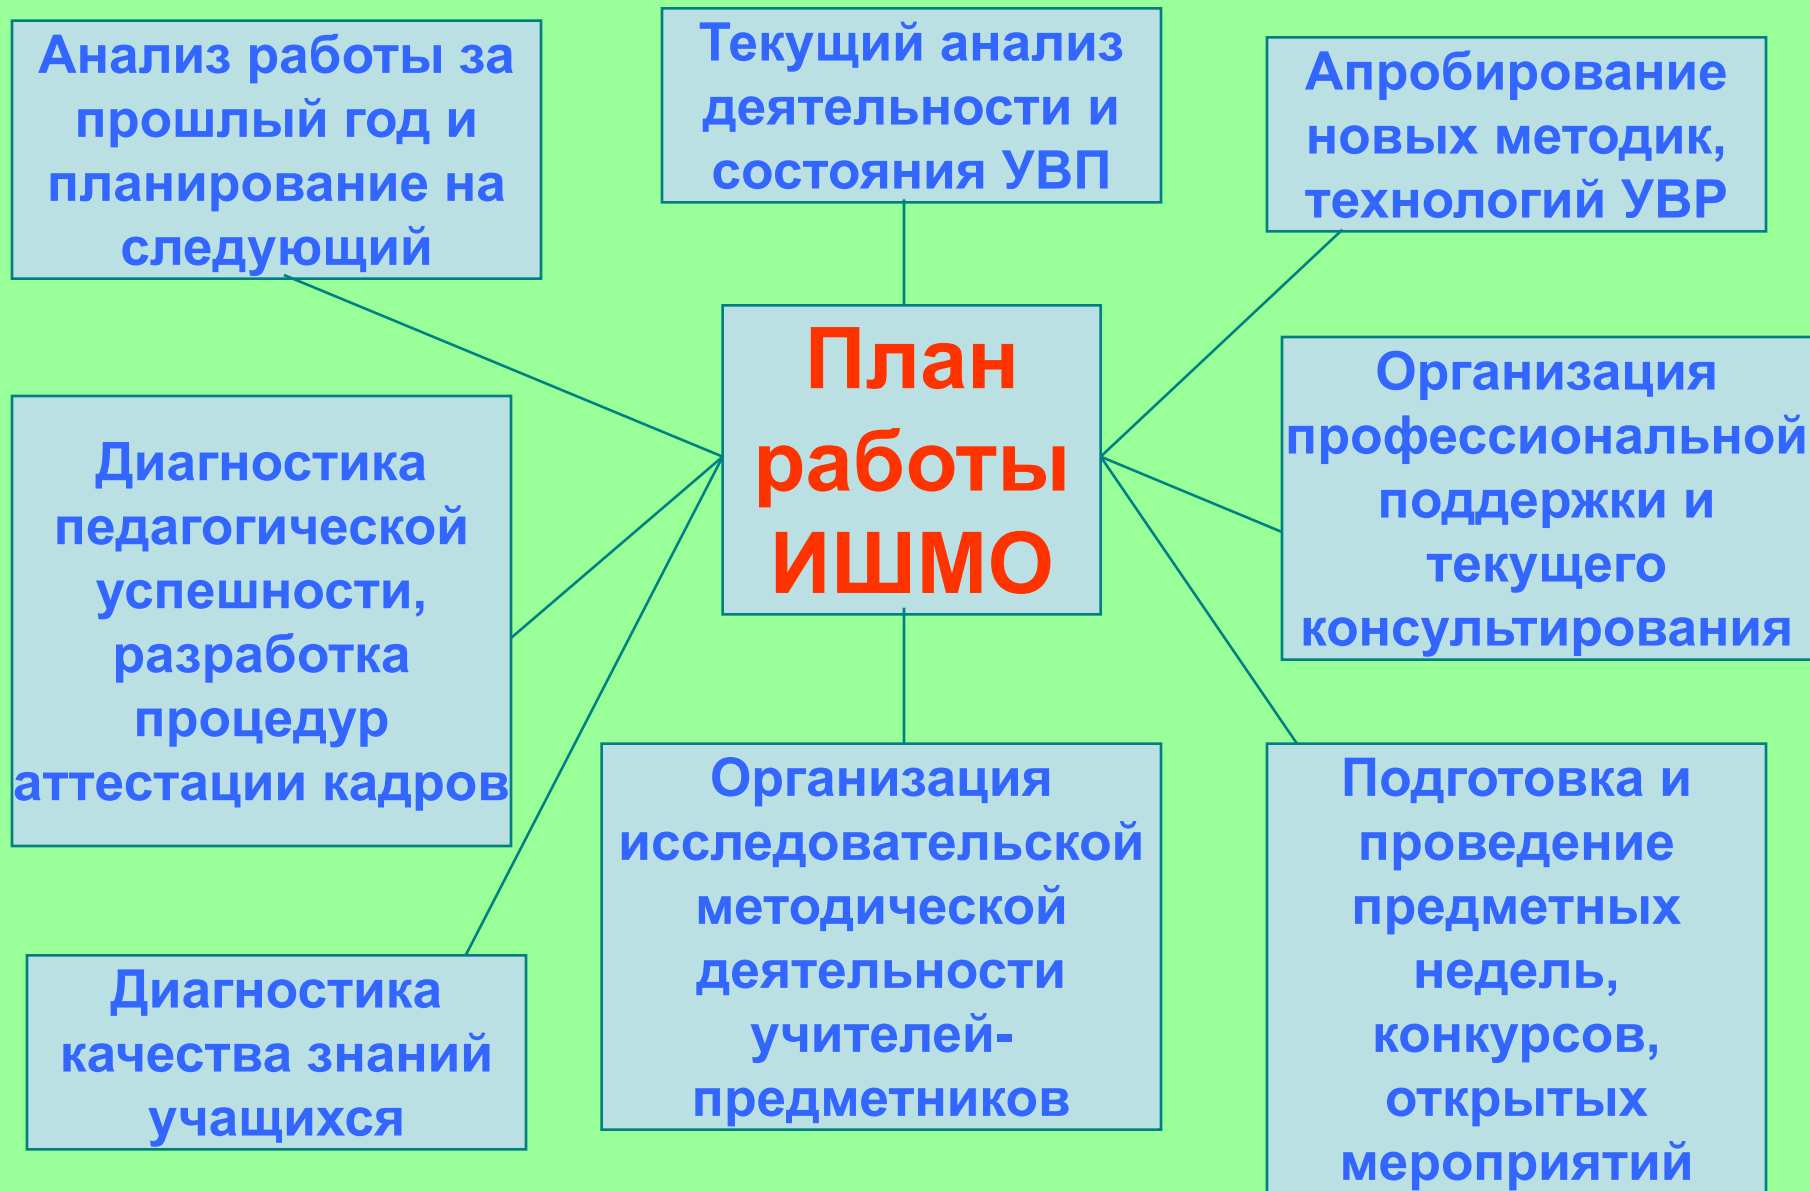 Анализ работы за
прошлый год и
планирование на
следующий
Текущий анализ
деятельности и
состояния УВП
Апробирование
новых методик,
технологий УВР
План
работы
ИШМО
Организация
профессиональной
поддержки и
текущего
консультирования
Диагностика
педагогической
успешности,
разработка
процедур
аттестации кадров
Диагностика
качества знаний
учащихся
Организация
исследовательской
методической
деятельности
учителей-
предметников
Подготовка и
проведение
предметных
недель,
конкурсов,
открытых
мероприятий